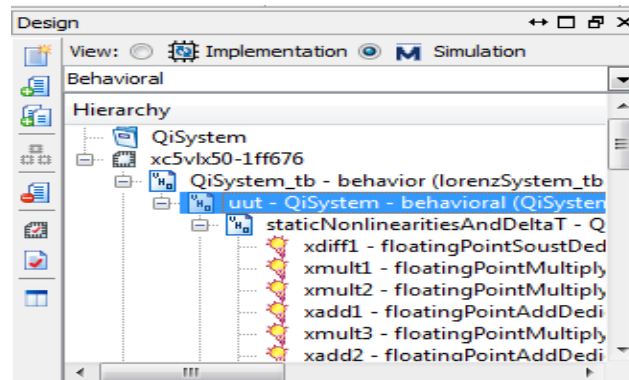 Design
View: Implementation Simulation
Behavioral
Hierarchy
QiSystem
xc5vlx50-1ff676
QiSystem_tb - behavior (lorenzSystem_tb
uut - QiSystem - behavioral (QiSystem
staticNonlinearitiesAndDeltaT - Q
xdiff1 - floatingPointSoustDed
xmult1 - floatingPointMultiply
xmult2 - floatingPointMultiply
xadd1 - floatingPointAddDedi
xmult3 - floatingPointMultiply
xadd2 - floatingPointAddDedi